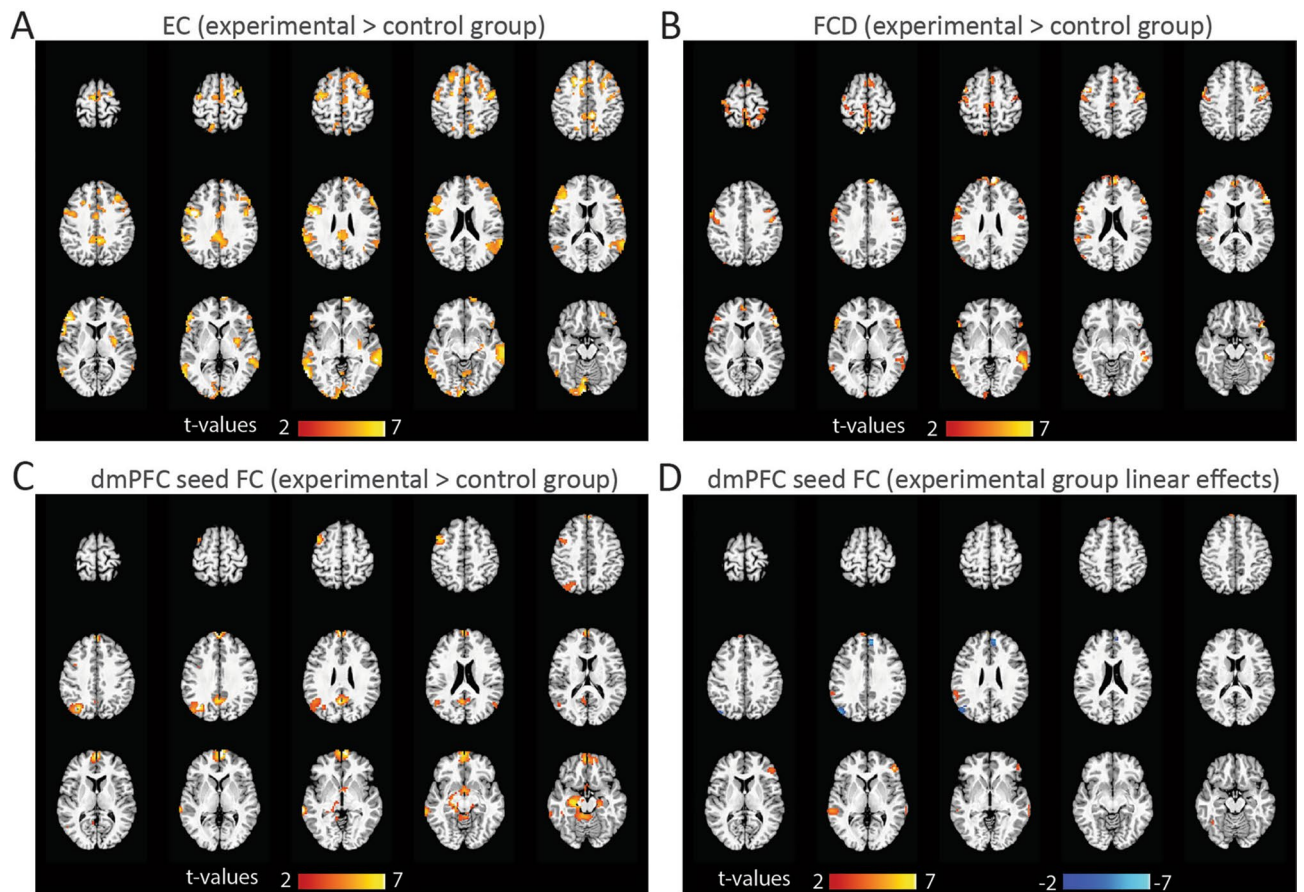 A EC (experimental > control group)
t-values 2 7
B FCD (experimental > control group)
t-values 2 7
C dmPFC seed FC (experimental > control group)
t-values 2 7
D dmPFC seed FC (experimental group linear effects)
t-values 2 7 -2 -7